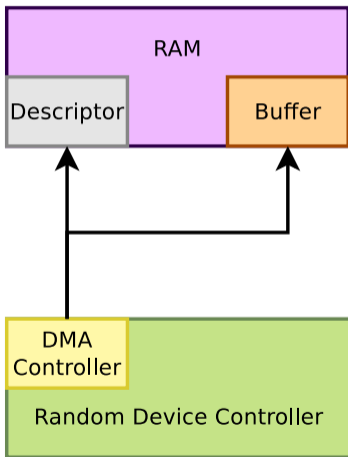 RAM
Descriptor
Buffer
DMA
Controller
Random Device Controller